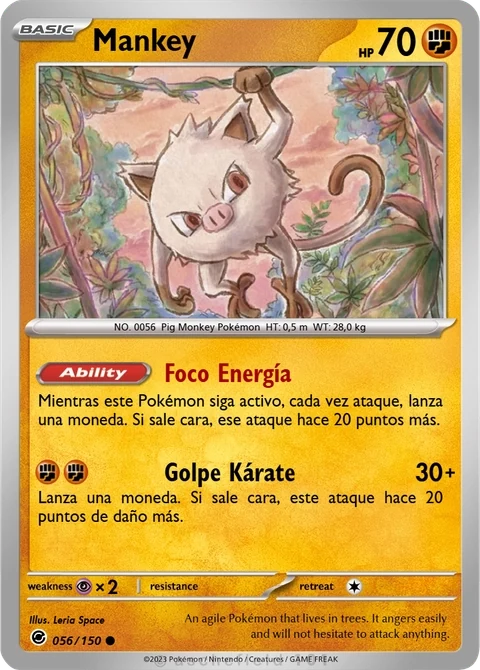 BASIC
Mankey
HP 70
NO. 0056 Pig Monkey Pokémon HT: 0,5 m WT: 28,0 kg
Ability Foco Energía
Mientras este Pokémon siga activo, cada vez ataque, lanza
una moneda. Si sale cara, ese ataque hace 20 puntos más.
Golpe Kárate 30+
Lanza una moneda. Si sale cara, este ataque hace 20
puntos de daño más.
weakness ×2 resistance retreat
Illus. Leria Space
An agile Pokémon that lives in trees. It angers easily
and will not hesitate to attack anything.
056/150
©2023 Pokémon / Nintendo / Creatures / GAME FREAK